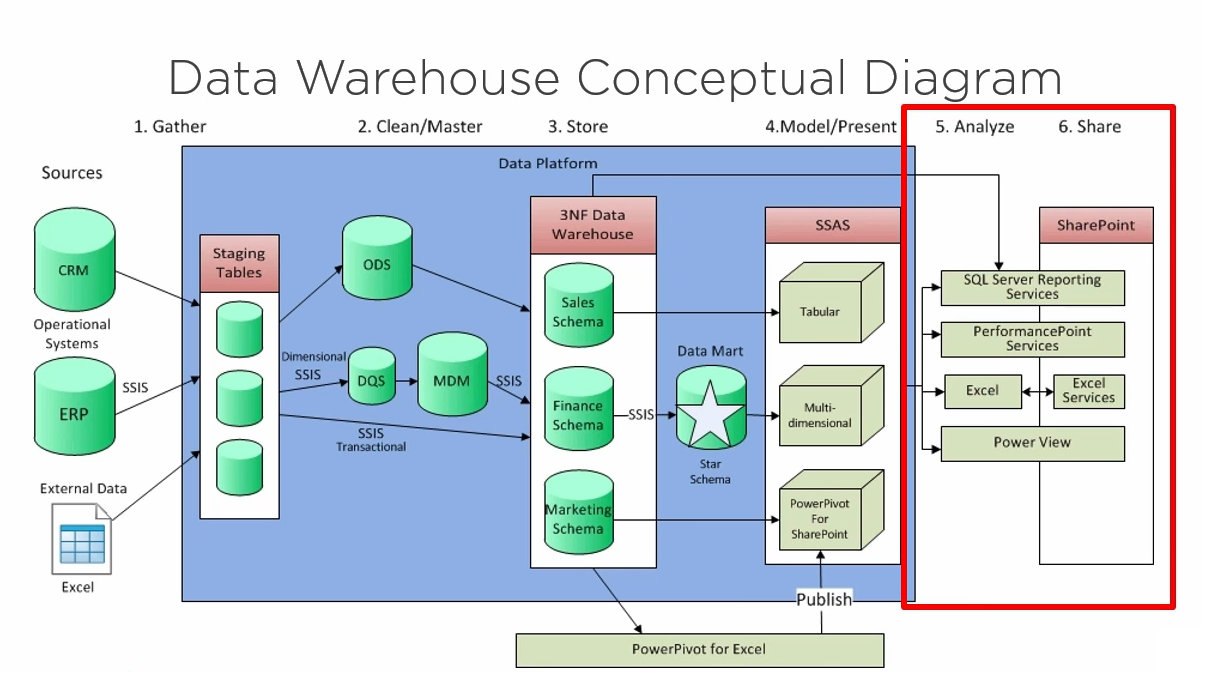 Data Warehouse Conceptual Diagram
1. Gather
2. Clean/Master
3. Store
4.Model/Present
5. Analyze
6. Share
Sources
Data Platform
CRM
Operational
Systems
ERP
SSIS
External Data
Excel
Staging
Tables
ODS
Dimensional
SSIS
DQS
MDM
SSIS
SSIS
Transactional
3NF Data
Warehouse
Sales
Schema
Finance
Schema
Marketing
Schema
SSIS
Data Mart
Star
Schema
SSAS
Tabular
Multi-
dimensional
PowerPivot
For
SharePoint
Publish
PowerPivot for Excel
SharePoint
SQL Server Reporting
Services
PerformancePoint
Services
Excel
Excel
Services
Power View